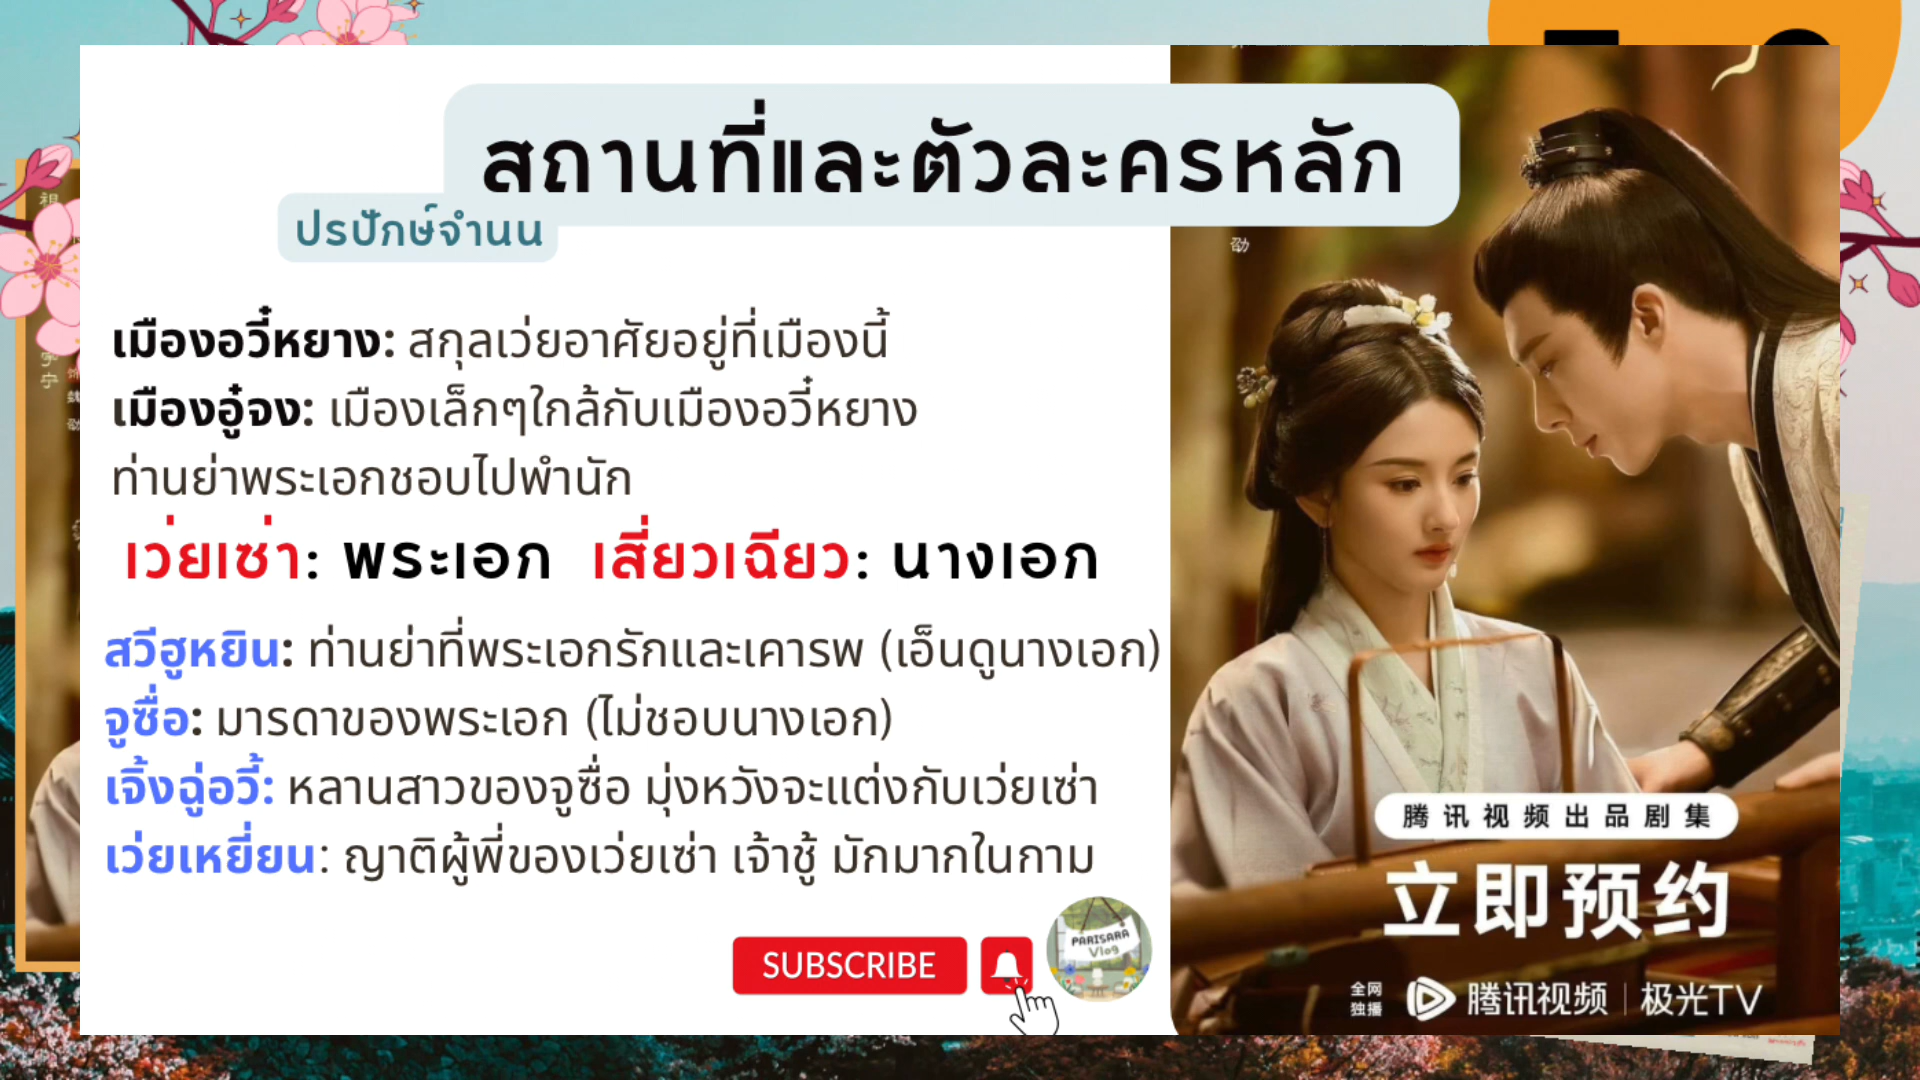 สถานที่และตัวละครหลัก
ปรปักษ์จำนน
เมืองอวี๋หยาง: สกุลเว่ยอาศัยอยู่ที่เมืองนี้
เมืองอู๋จง: เมืองเล็กๆใกล้กับเมืองอวี๋หยาง
ท่านย่าพระเอกชอบไปพำนัก
เว่ยเซ่า: พระเอก เสี่ยวเฉียว: นางเอก
สวีฮูหยิน: ท่านย่าที่พระเอกรักและเคารพ (เอ็นดูนางเอก)
จูซื่อ: มารดาของพระเอก (ไม่ชอบนางเอก)
เจิ้งฉู่อวี้: หลานสาวของจูซื่อ มุ่งหวังจะแต่งกับเว่ยเซ่า
เว่ยเหยี่ยน: ญาติผู้พี่ของเว่ยเซ่า เจ้าชู้ มักมากในกาม
SUBSCRIBE
PARISARA
Vlog
劭
腾讯视频出品剧集
立即预约
全网
独播
腾讯视频 | 极光TV